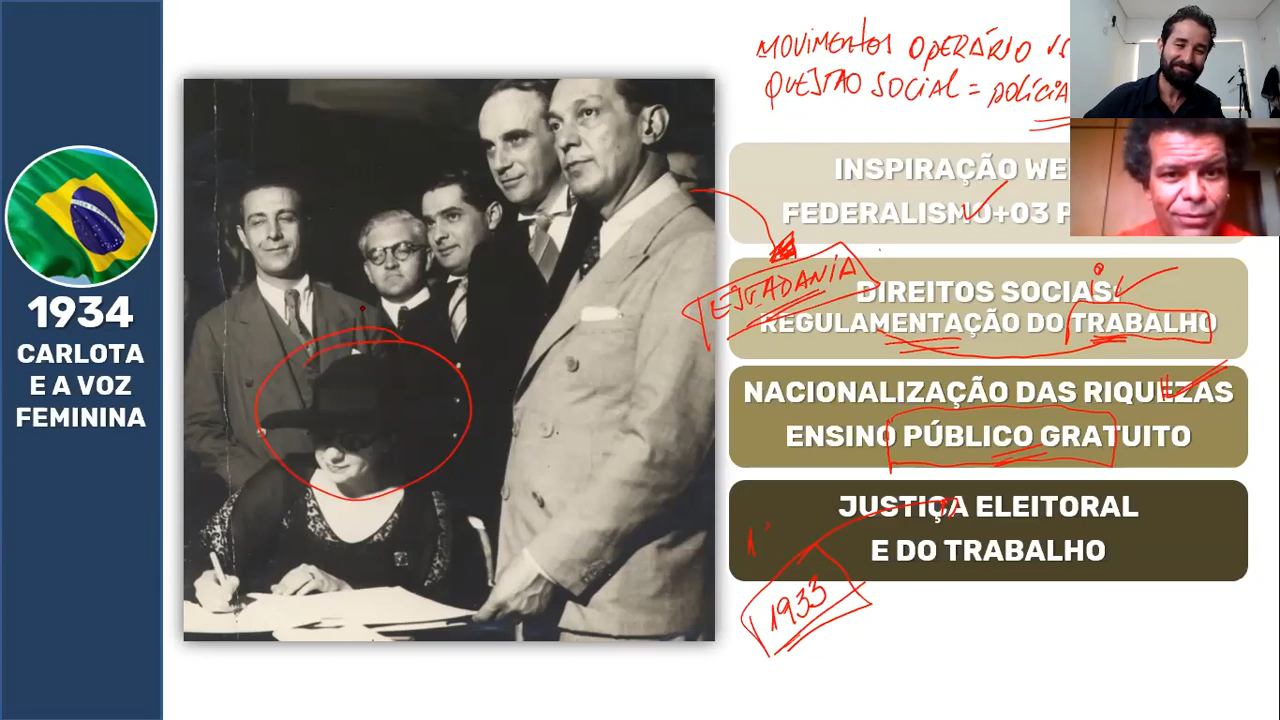 1934
CARLOTA
E A VOZ
FEMININA
MOVIMENTOS OPERÁRIO VS
QUESTÃO SOCIAL = POLÍCIA
INSPIRAÇÃO WE
FEDERALISMO+03 P
DIREITOS SOCIAS:
i
REGULAMENTAÇÃO DO TRABALHO
NACIONALIZAÇÃO DAS RIQUEZAS
ENSINO PÚBLICO GRATUITO
JUSTIÇA ELEITORAL
E DO TRABALHO
1933